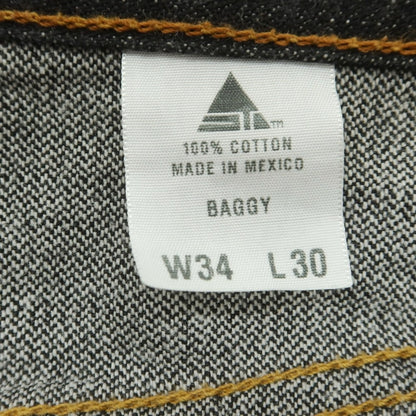 100% COTTON
MADE IN MEXICO
BAGGY
W34 L30